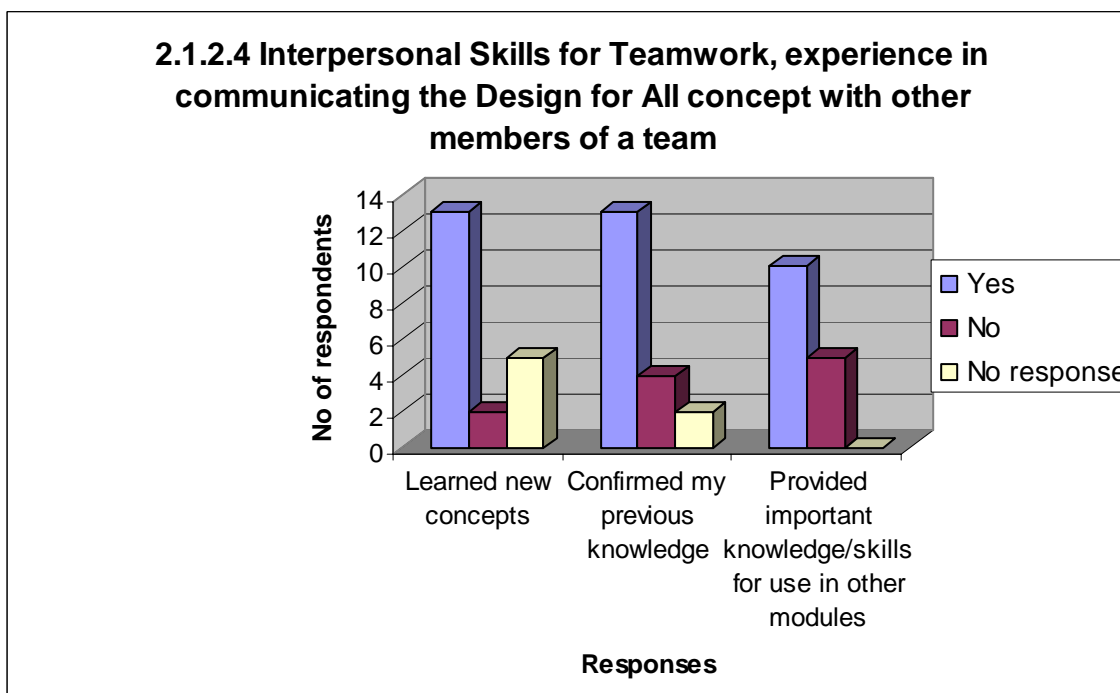 2.1.2.4 Interpersonal Skills for Teamwork, experience in
communicating the Design for All concept with other
members of a team
No of respondents
14
12
10
8
6
4
2
0
Learned new
concepts
Confirmed my
previous
knowledge
Provided
important
knowledge/skills
for use in other
modules
Responses
Yes
No
No response